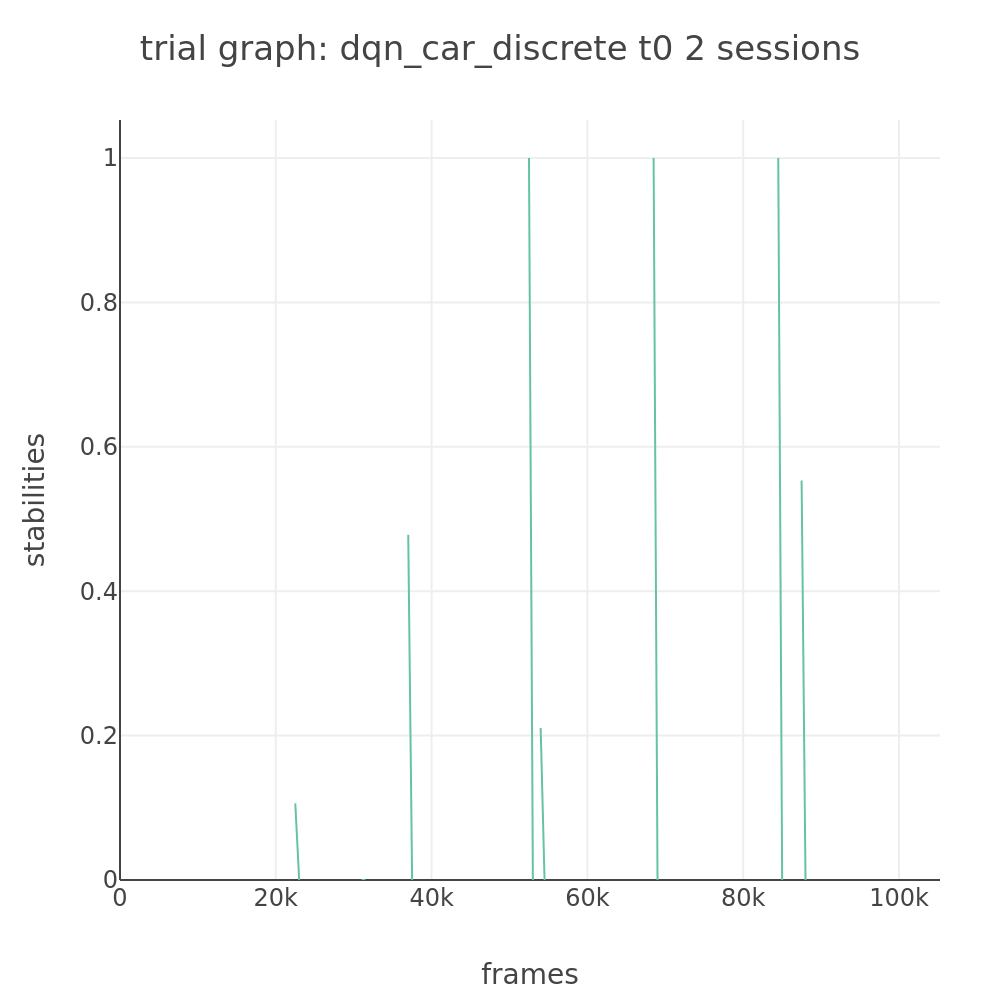 trial graph: dqn_car_discrete t0 2 sessions
1
0.8
0.6
0.4
0.2
0
stabilities
0
20k
40k
60k
80k
100k
frames